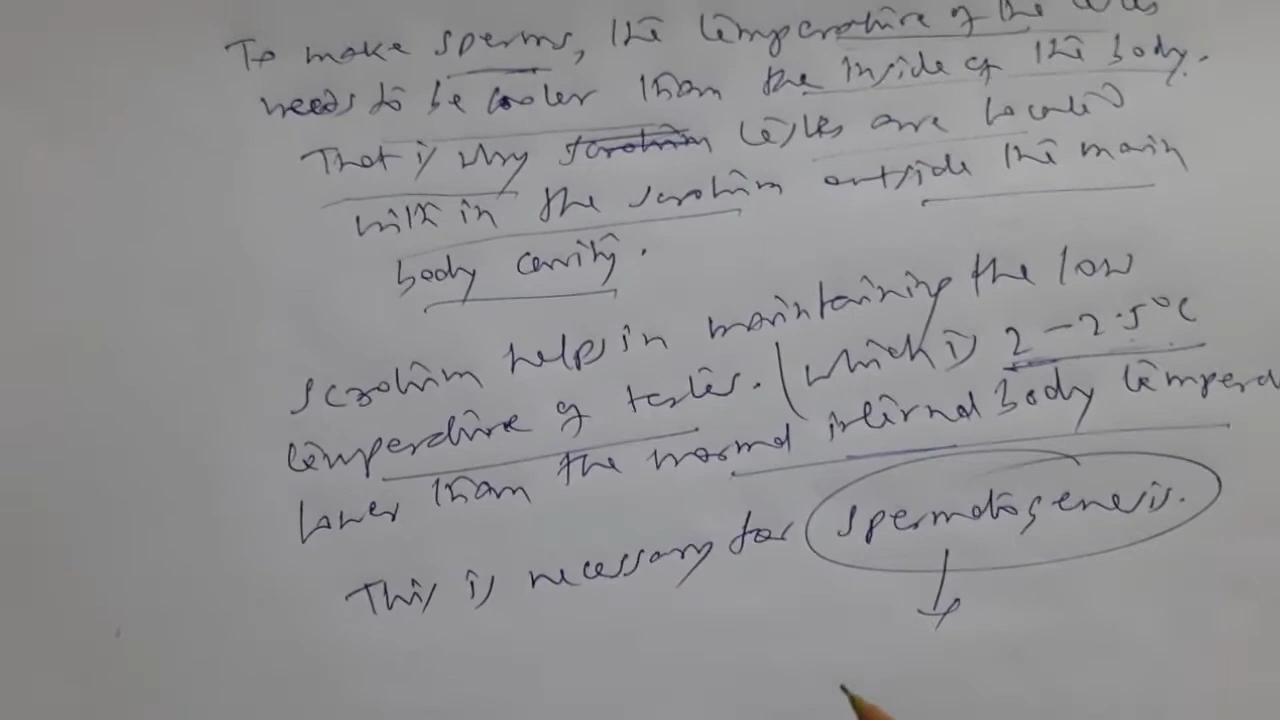 To make sperms, the temperature of the testes
needs to be cooler than the inside of the body.
That is why scrotum testes are located
within the scrotum outside the main
body cavity.
Scrotum helps in maintaining the low
temperature of testes. (which is 2-2.5°C
lower than the normal internal body tempera
This is necessary for spermatogenesis.